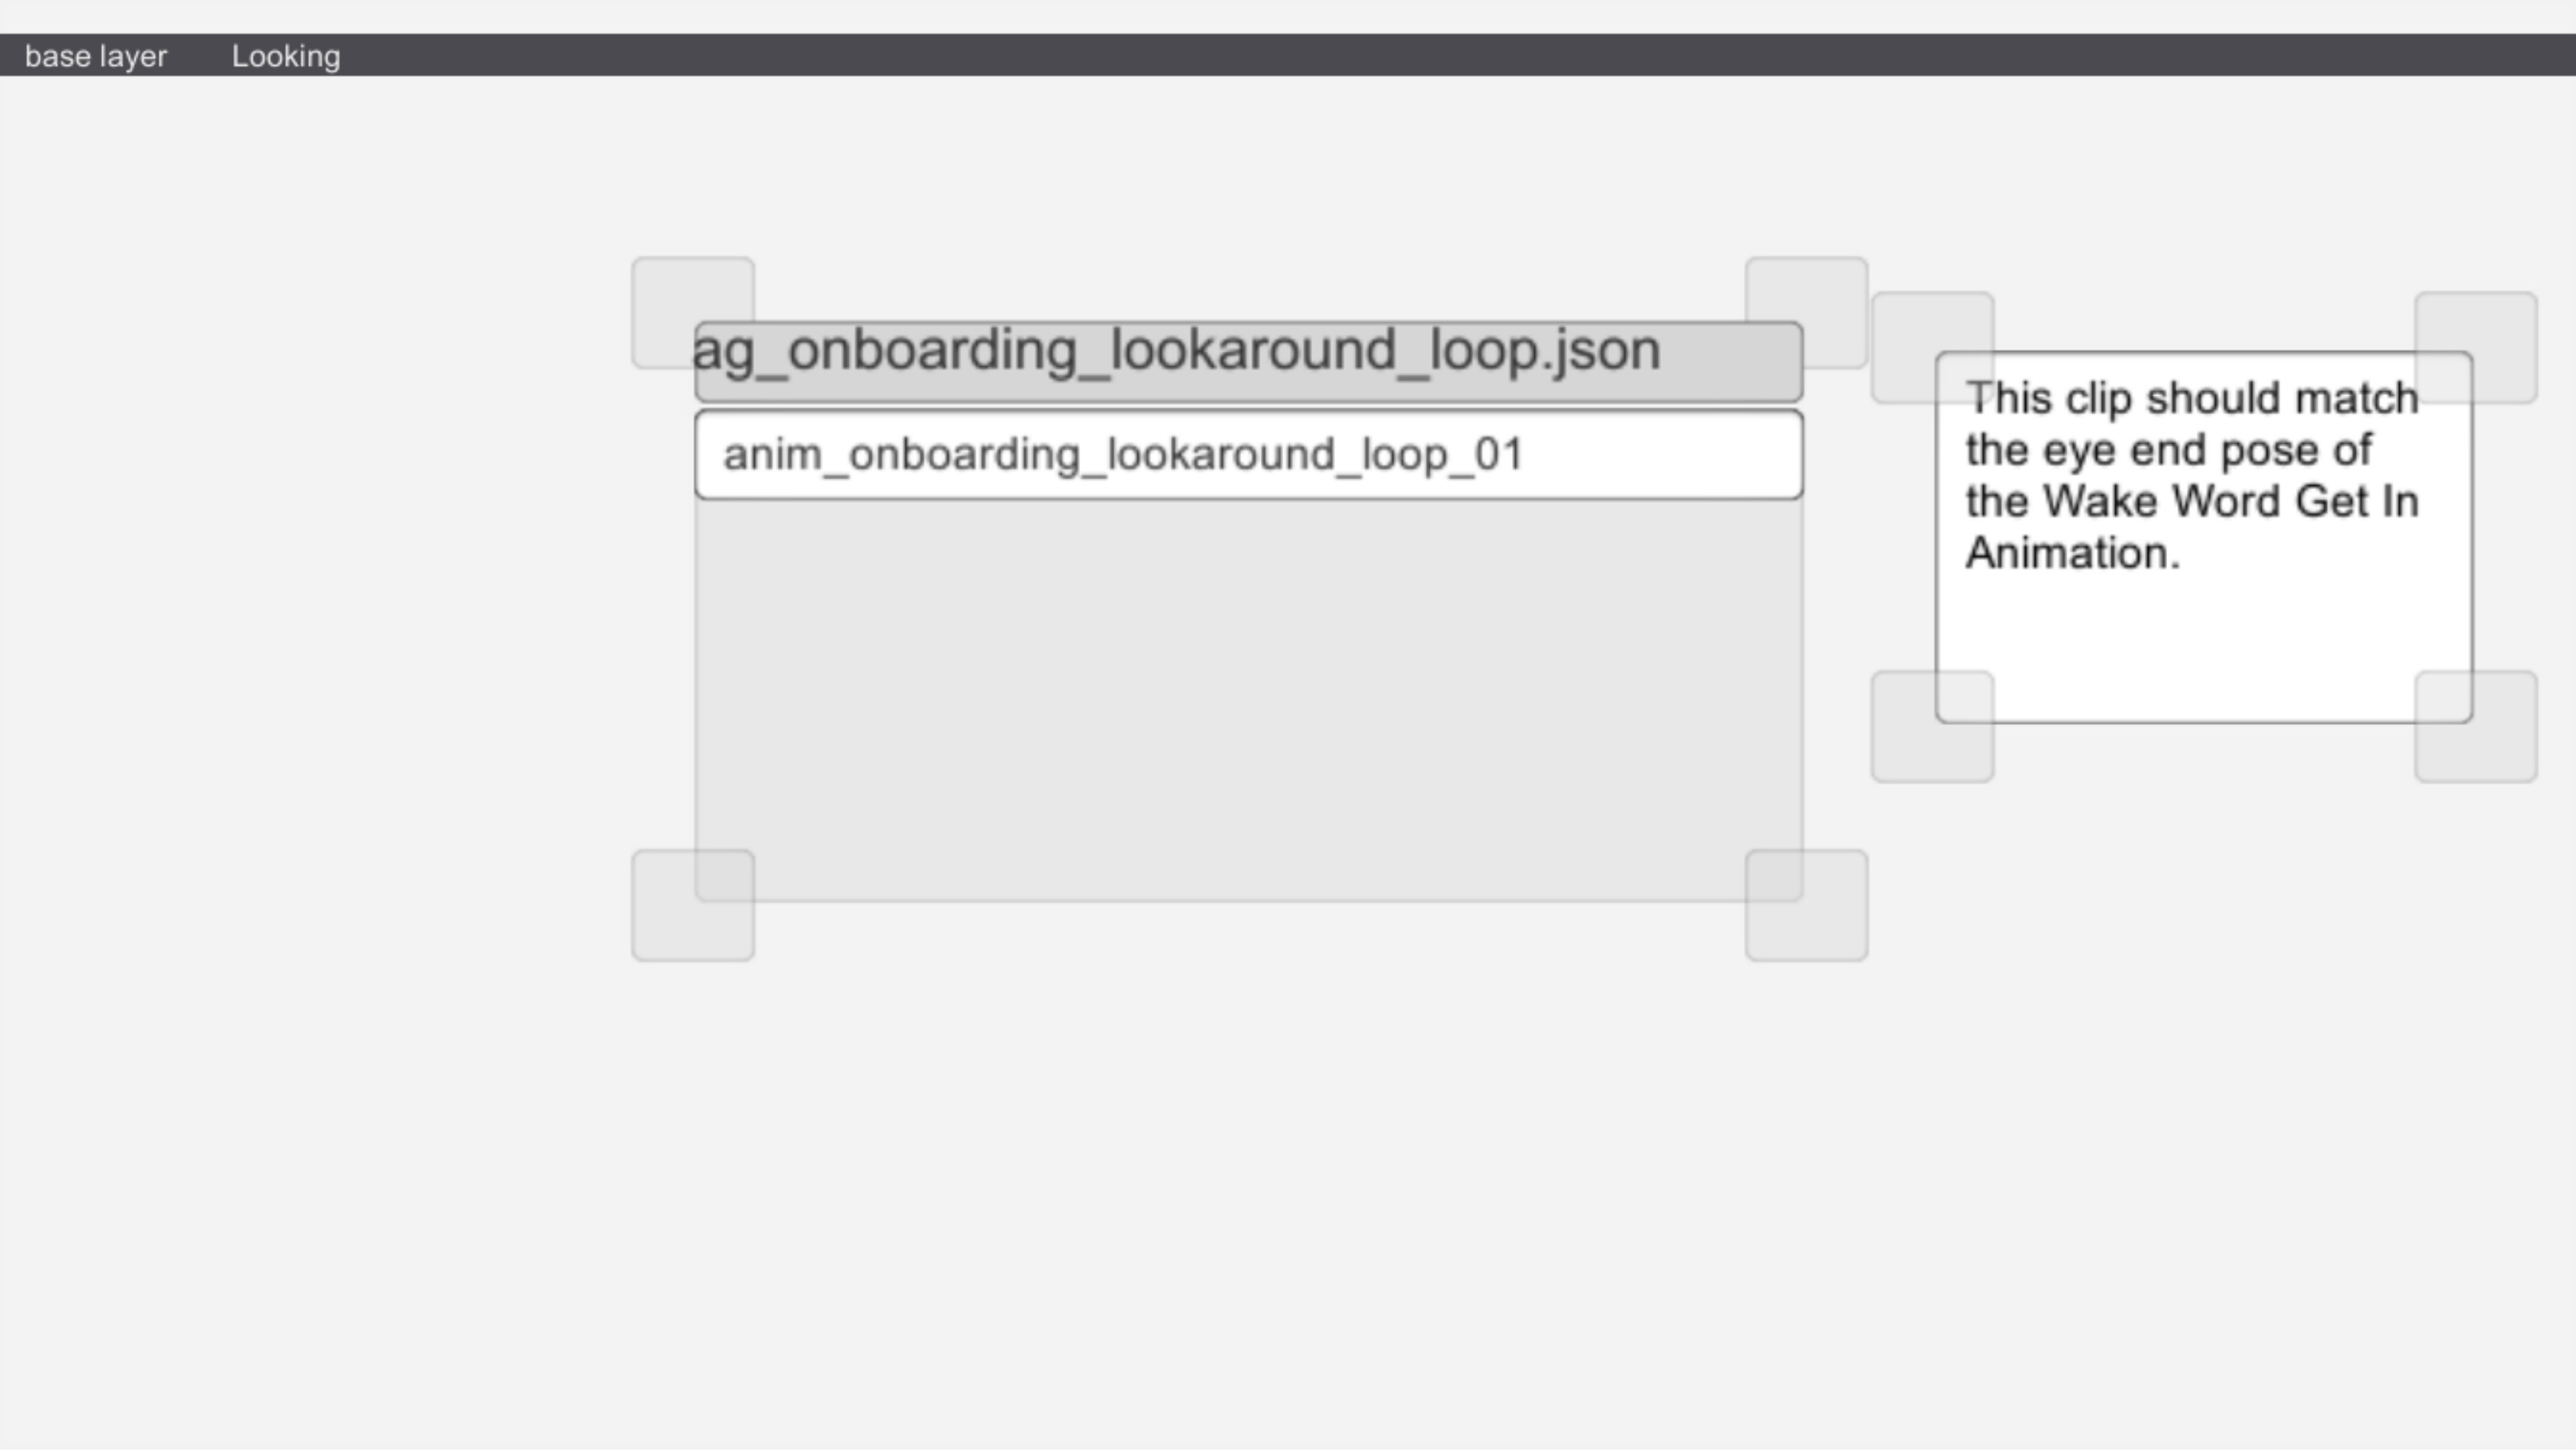 base layer Looking
ag_onboarding_lookaround_loop.json
anim_onboarding_lookaround_loop_01
This clip should match
the eye end pose of
the Wake Word Get In
Animation.